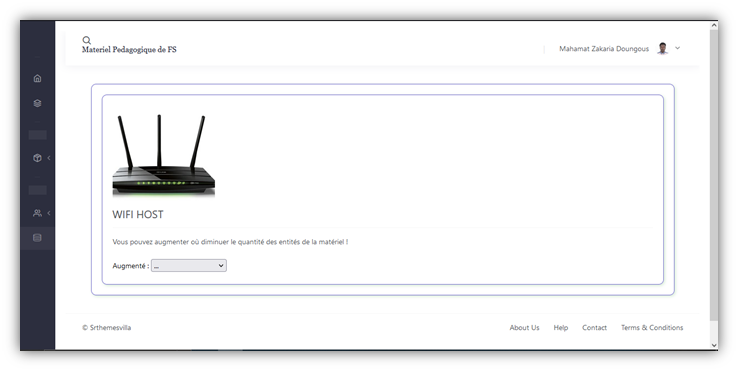 Materiel Pedagogique de FS
Mahamat Zakaria Doungous
WIFI HOST
Vous pouvez augmenter où diminuer le quantité des entités de la matériel !
Augmenté : ...
© Srthemesvilla
About Us Help Contact Terms & Conditions